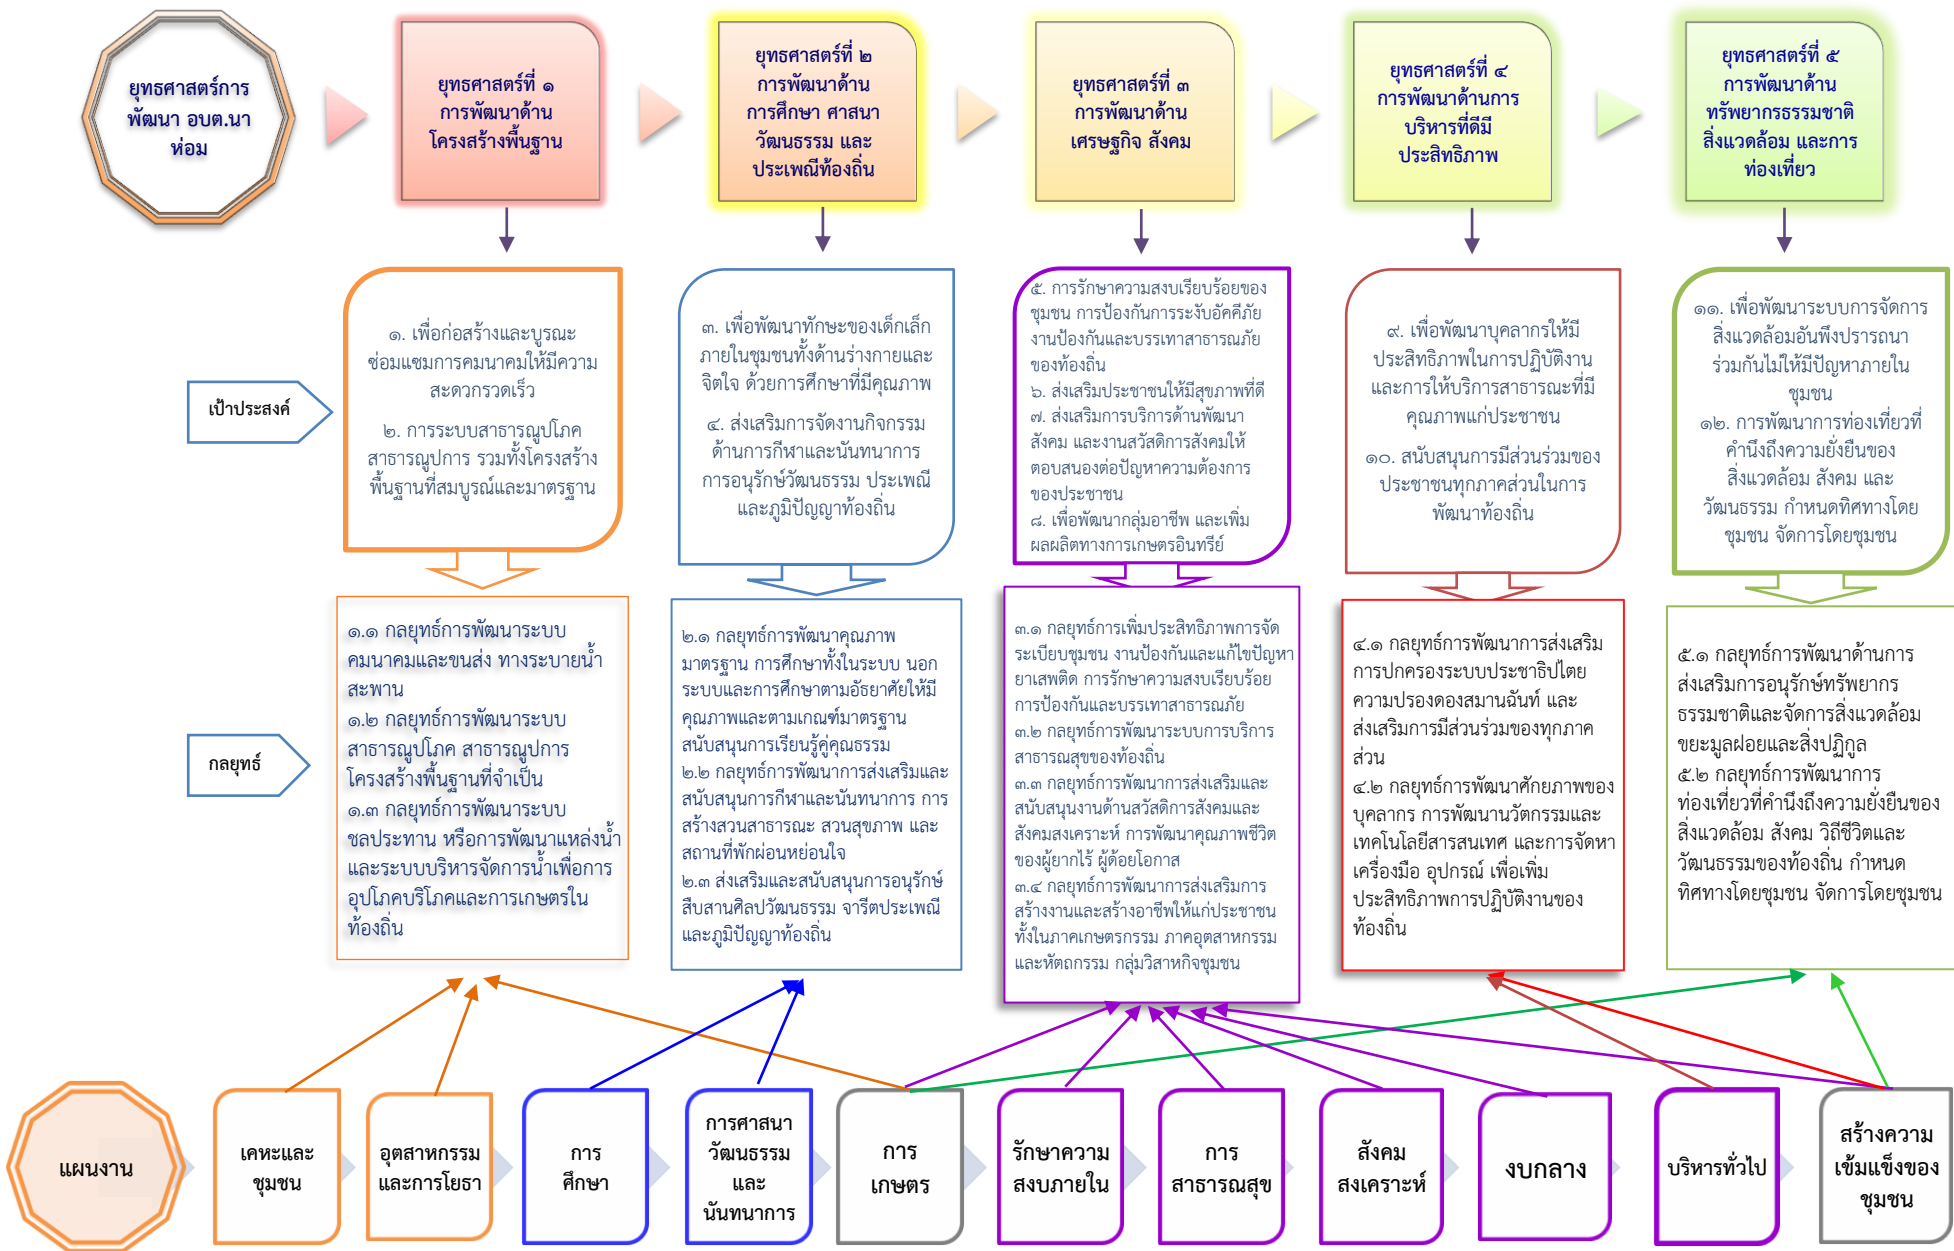 ยุทธศาสตร์การ
พัฒนา อบต.นา
ห่อม
ยุทธศาสตร์ที่ ๑
การพัฒนาด้าน
โครงสร้างพื้นฐาน
ยุทธศาสตร์ที่ ๒
การพัฒนาด้าน
การศึกษา ศาสนา
วัฒนธรรม และ
ประเพณีท้องถิ่น
ยุทธศาสตร์ที่ ๓
การพัฒนาด้าน
เศรษฐกิจ สังคม
ยุทธศาสตร์ที่ ๔
การพัฒนาด้านการ
บริหารที่ดีมี
ประสิทธิภาพ
ยุทธศาสตร์ที่ ๕
การพัฒนาด้าน
ทรัพยากรธรรมชาติ
สิ่งแวดล้อม และการ
ท่องเที่ยว
เป้าประสงค์
๑. เพื่อก่อสร้างและบูรณะ
ซ่อมแซมการคมนาคมให้มีความ
สะดวกรวดเร็ว
๒. การระบบสาธารณูปโภค
สาธารณูปการ รวมทั้งโครงสร้าง
พื้นฐานที่สมบูรณ์และมาตรฐาน
๓. เพื่อพัฒนาทักษะของเด็กเล็ก
ภายในชุมชนทั้งด้านร่างกายและ
จิตใจ ด้วยการศึกษาที่มีคุณภาพ
๔. ส่งเสริมการจัดงานกิจกรรม
ด้านการกีฬาและนันทนาการ
การอนุรักษ์วัฒนธรรม ประเพณี
และภูมิปัญญาท้องถิ่น
๕. การรักษาความสงบเรียบร้อยของ
ชุมชน การป้องกันการระงับอัคคีภัย
งานป้องกันและบรรเทาสาธารณภัย
ของท้องถิ่น
๖. ส่งเสริมประชาชนให้มีสุขภาพที่ดี
๗. ส่งเสริมการบริการด้านพัฒนา
สังคม และงานสวัสดิการสังคมให้
ตอบสนองต่อปัญหาความต้องการ
ของประชาชน
๘. เพื่อพัฒนากลุ่มอาชีพ และเพิ่ม
ผลผลิตทางการเกษตรอินทรีย์
๙. เพื่อพัฒนาบุคลากรให้มี
ประสิทธิภาพในการปฏิบัติงาน
และการให้บริการสาธารณะที่มี
คุณภาพแก่ประชาชน
๑๐. สนับสนุนการมีส่วนร่วมของ
ประชาชนทุกภาคส่วนในการ
พัฒนาท้องถิ่น
๑๑. เพื่อพัฒนาระบบการจัดการ
สิ่งแวดล้อมอันพึงปรารถนา
ร่วมกันไม่ให้มีปัญหาภายใน
ชุมชน
๑๒. การพัฒนาการท่องเที่ยวที่
คำนึงถึงความยั่งยืนของ
สิ่งแวดล้อม สังคม และ
วัฒนธรรม กำหนดทิศทางโดย
ชุมชน จัดการโดยชุมชน
กลยุทธ์
๑.๑ กลยุทธ์การพัฒนาระบบ
คมนาคมและขนส่ง ทางระบายน้ำ
สะพาน
๑.๒ กลยุทธ์การพัฒนาระบบ
สาธารณูปโภค สาธารณูปการ
โครงสร้างพื้นฐานที่จำเป็น
๑.๓ กลยุทธ์การพัฒนาระบบ
ชลประทาน หรือการพัฒนาแหล่งน้ำ
และระบบบริหารจัดการน้ำเพื่อการ
อุปโภคบริโภคและการเกษตรใน
ท้องถิ่น
๒.๑ กลยุทธ์การพัฒนาคุณภาพ
มาตรฐาน การศึกษาทั้งในระบบ นอก
ระบบและการศึกษาตามอัธยาศัยให้มี
คุณภาพและตามเกณฑ์มาตรฐาน
สนับสนุนการเรียนรู้คู่คุณธรรม
๒.๒ กลยุทธ์การพัฒนาการส่งเสริมและ
สนับสนุนการกีฬาและนันทนาการ การ
สร้างสวนสาธารณะ สวนสุขภาพ และ
สถานที่พักผ่อนหย่อนใจ
๒.๓ ส่งเสริมและสนับสนุนการอนุรักษ์
สืบสานศิลปวัฒนธรรม จารีตประเพณี
และภูมิปัญญาท้องถิ่น
๓.๑ กลยุทธ์การเพิ่มประสิทธิภาพการจัด
ระเบียบชุมชน งานป้องกันและแก้ไขปัญหา
ยาเสพติด การรักษาความสงบเรียบร้อย
การป้องกันและบรรเทาสาธารณภัย
๓.๒ กลยุทธ์การพัฒนาระบบการบริการ
สาธารณสุขของท้องถิ่น
๓.๓ กลยุทธ์การพัฒนาการส่งเสริมและ
สนับสนุนงานด้านสวัสดิการสังคมและ
สังคมสงเคราะห์ การพัฒนาคุณภาพชีวิต
ของผู้ยากไร้ ผู้ด้อยโอกาส
๓.๔ กลยุทธ์การพัฒนาการส่งเสริมการ
สร้างงานและสร้างอาชีพให้แก่ประชาชน
ทั้งในภาคเกษตรกรรม ภาคอุตสาหกรรม
และหัตถกรรม กลุ่มวิสาหกิจชุมชน
๔.๑ กลยุทธ์การพัฒนาการส่งเสริม
การปกครองระบบประชาธิปไตย
ความปรองดองสมานฉันท์ และ
ส่งเสริมการมีส่วนร่วมของทุกภาค
ส่วน
๔.๒ กลยุทธ์การพัฒนาศักยภาพของ
บุคลากร การพัฒนานวัตกรรมและ
เทคโนโลยีสารสนเทศ และการจัดหา
เครื่องมือ อุปกรณ์ เพื่อเพิ่ม
ประสิทธิภาพการปฏิบัติงานของ
ท้องถิ่น
๕.๑ กลยุทธ์การพัฒนาด้านการ
ส่งเสริมการอนุรักษ์ทรัพยากร
ธรรมชาติและจัดการสิ่งแวดล้อม
ขยะมูลฝอยและสิ่งปฏิกูล
๕.๒ กลยุทธ์การพัฒนาการ
ท่องเที่ยวที่คำนึงถึงความยั่งยืนของ
สิ่งแวดล้อม สังคม วิถีชีวิตและ
วัฒนธรรมของท้องถิ่น กำหนด
ทิศทางโดยชุมชน จัดการโดยชุมชน
แผนงาน
เคหะและ
ชุมชน
อุตสาหกรรม
และการโยธา
การ
ศึกษา
การศาสนา
วัฒนธรรม
และ
นันทนาการ
การ
เกษตร
รักษาความ
สงบภายใน
การ
สาธารณสุข
สังคม
สงเคราะห์
งบกลาง
บริหารทั่วไป
สร้างความ
เข้มแข็งของ
ชุมชน